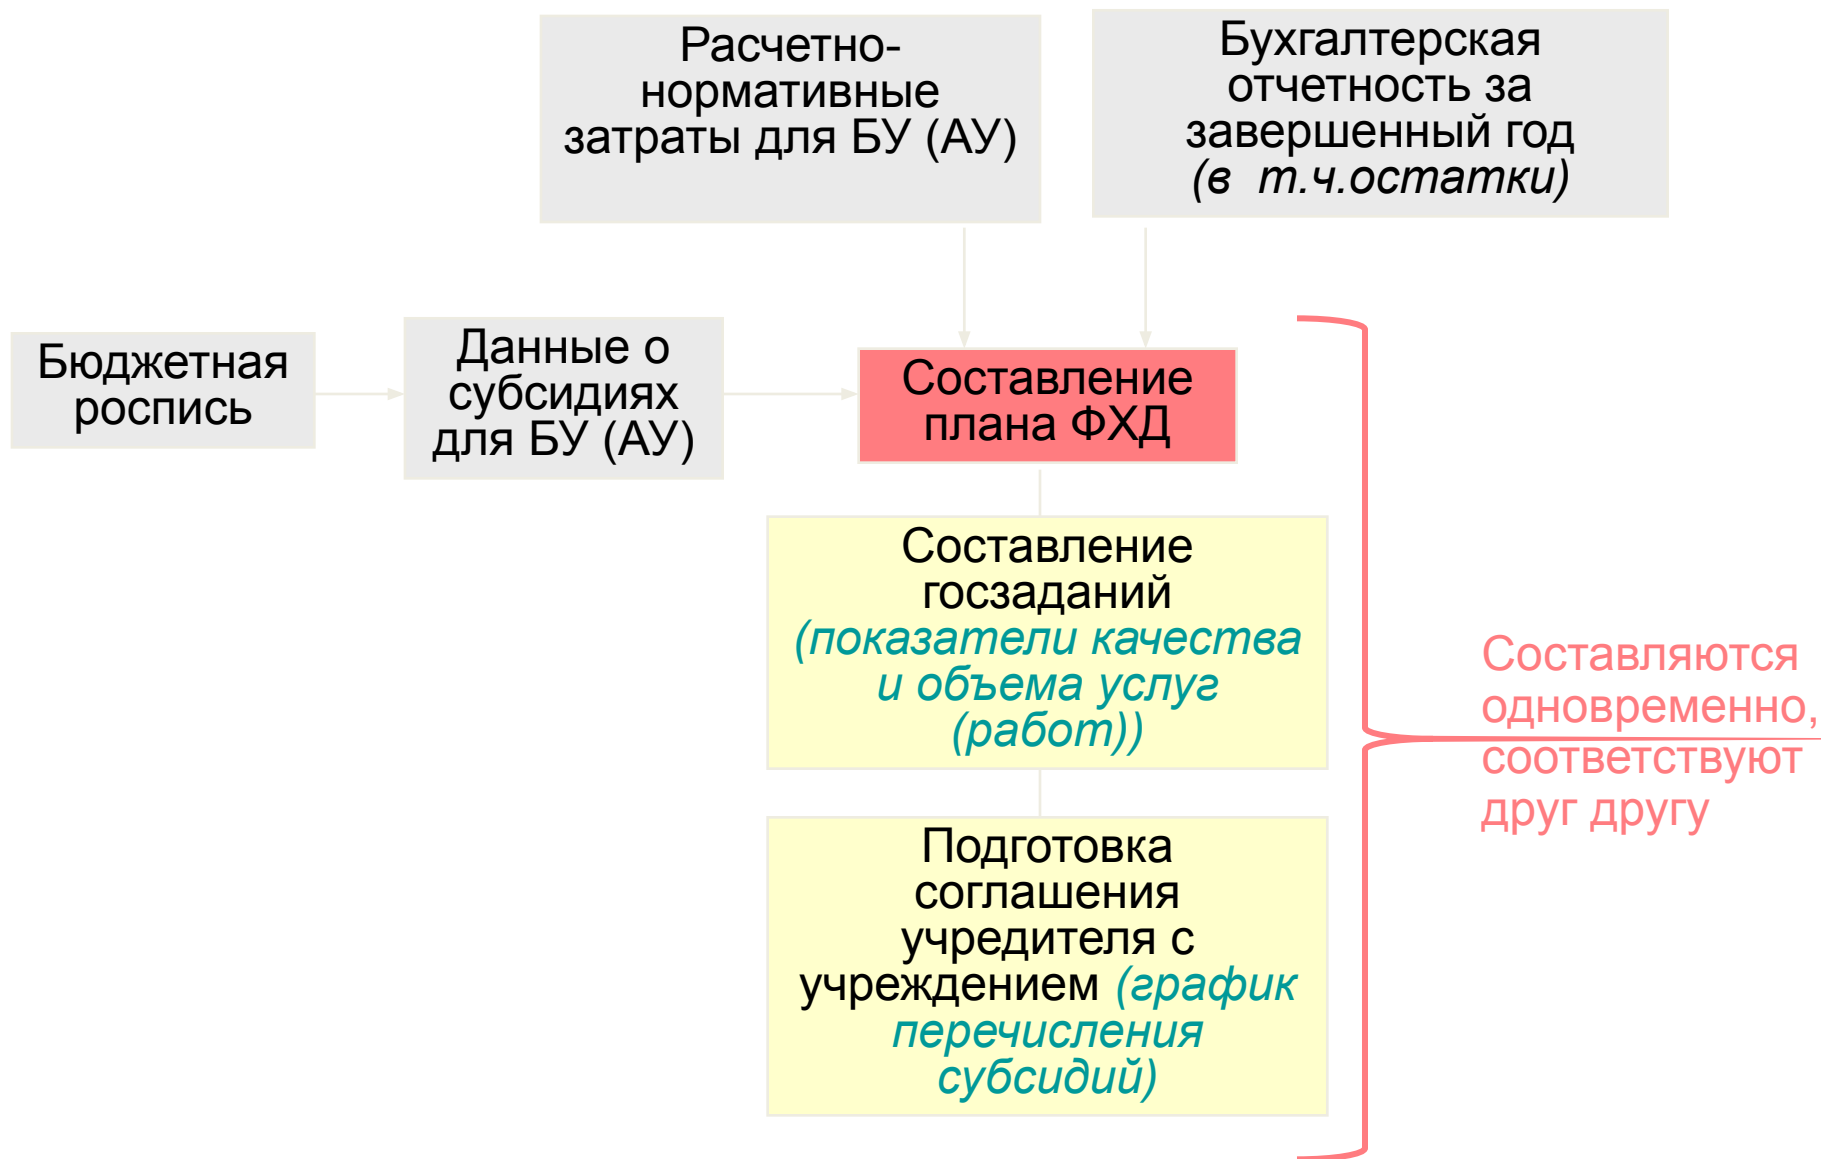 Расчетно-
нормативные
затраты для БУ (АУ)
Бухгалтерская
отчетность за
завершенный год
(в т.ч.остатки)
Бюджетная
роспись
Данные о
субсидиях
для БУ (АУ)
Составление
плана ФХД
Составление
госзаданий
(показатели качества
и объема услуг
(работ))
Подготовка
соглашения
учредителя с
учреждением (график
перечисления
субсидий)
Составляются
одновременно,
соответствуют
друг другу